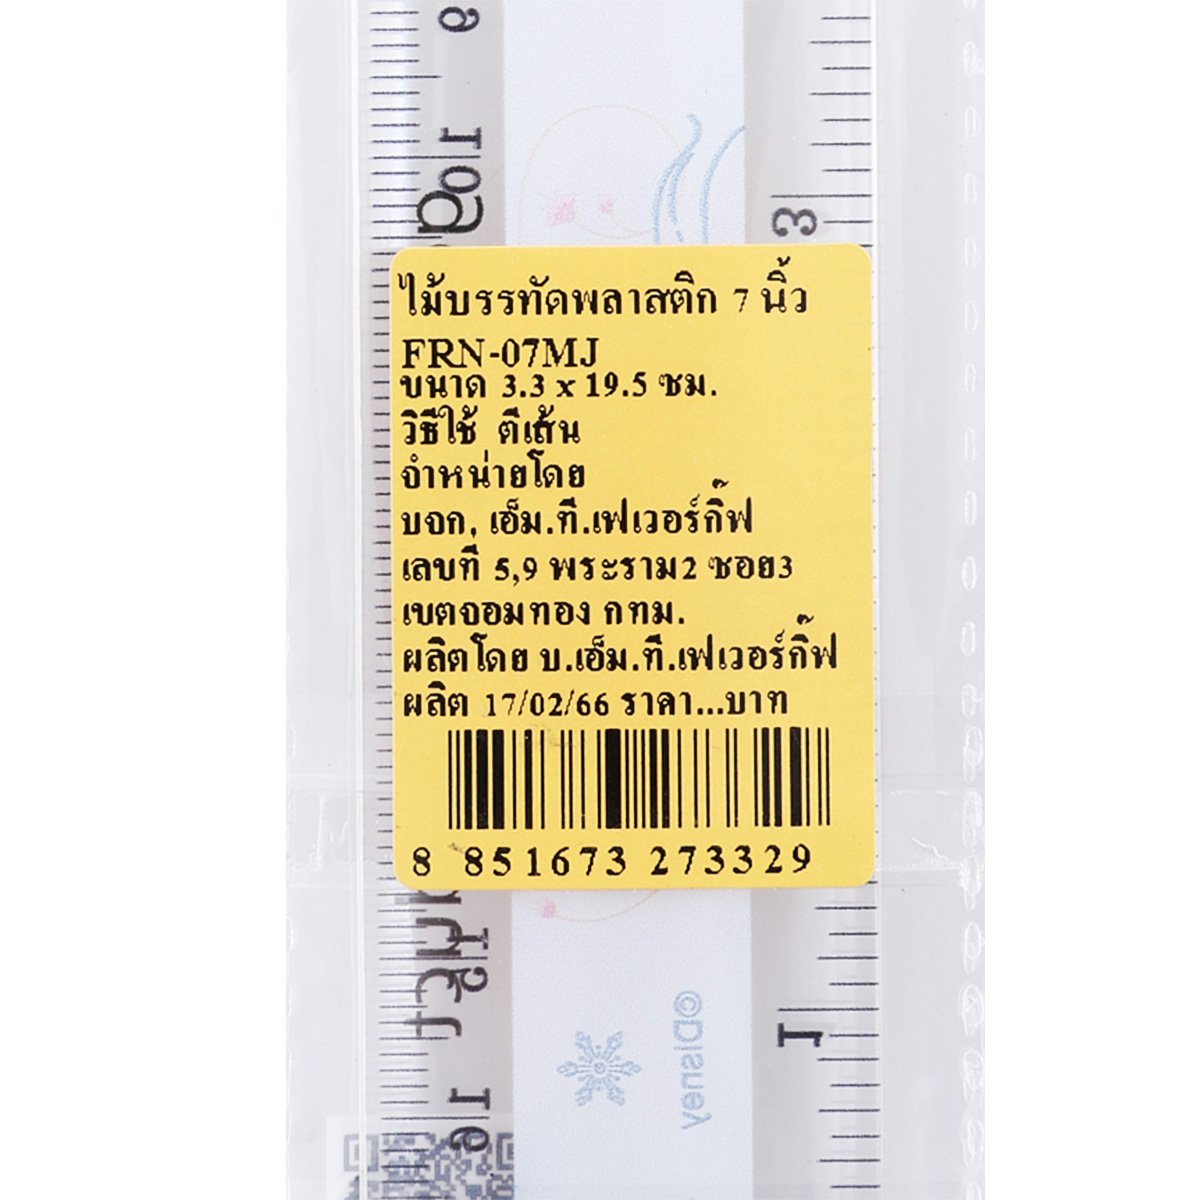 9
10
3
ไม้บรรทัดพลาสติก 7 นิ้ว
FRN-07MJ
ขนาด 3.3 x 19.5 ซม.
วิธีใช้ ตีเส้น
จำหน่ายโดย
บจก. เอ็ม.ที.เฟเวอร์กิ๊ฟ
เลขที่ 5,9 พระราม2 ซอย3
เขตจอมทอง กทม.
ผลิตโดย บ.เอ็ม.ที.เฟเวอร์กิ๊ฟ
ผลิต 17/02/66 ราคา...บาท
8 851673 273329
15
1
©Disney
16